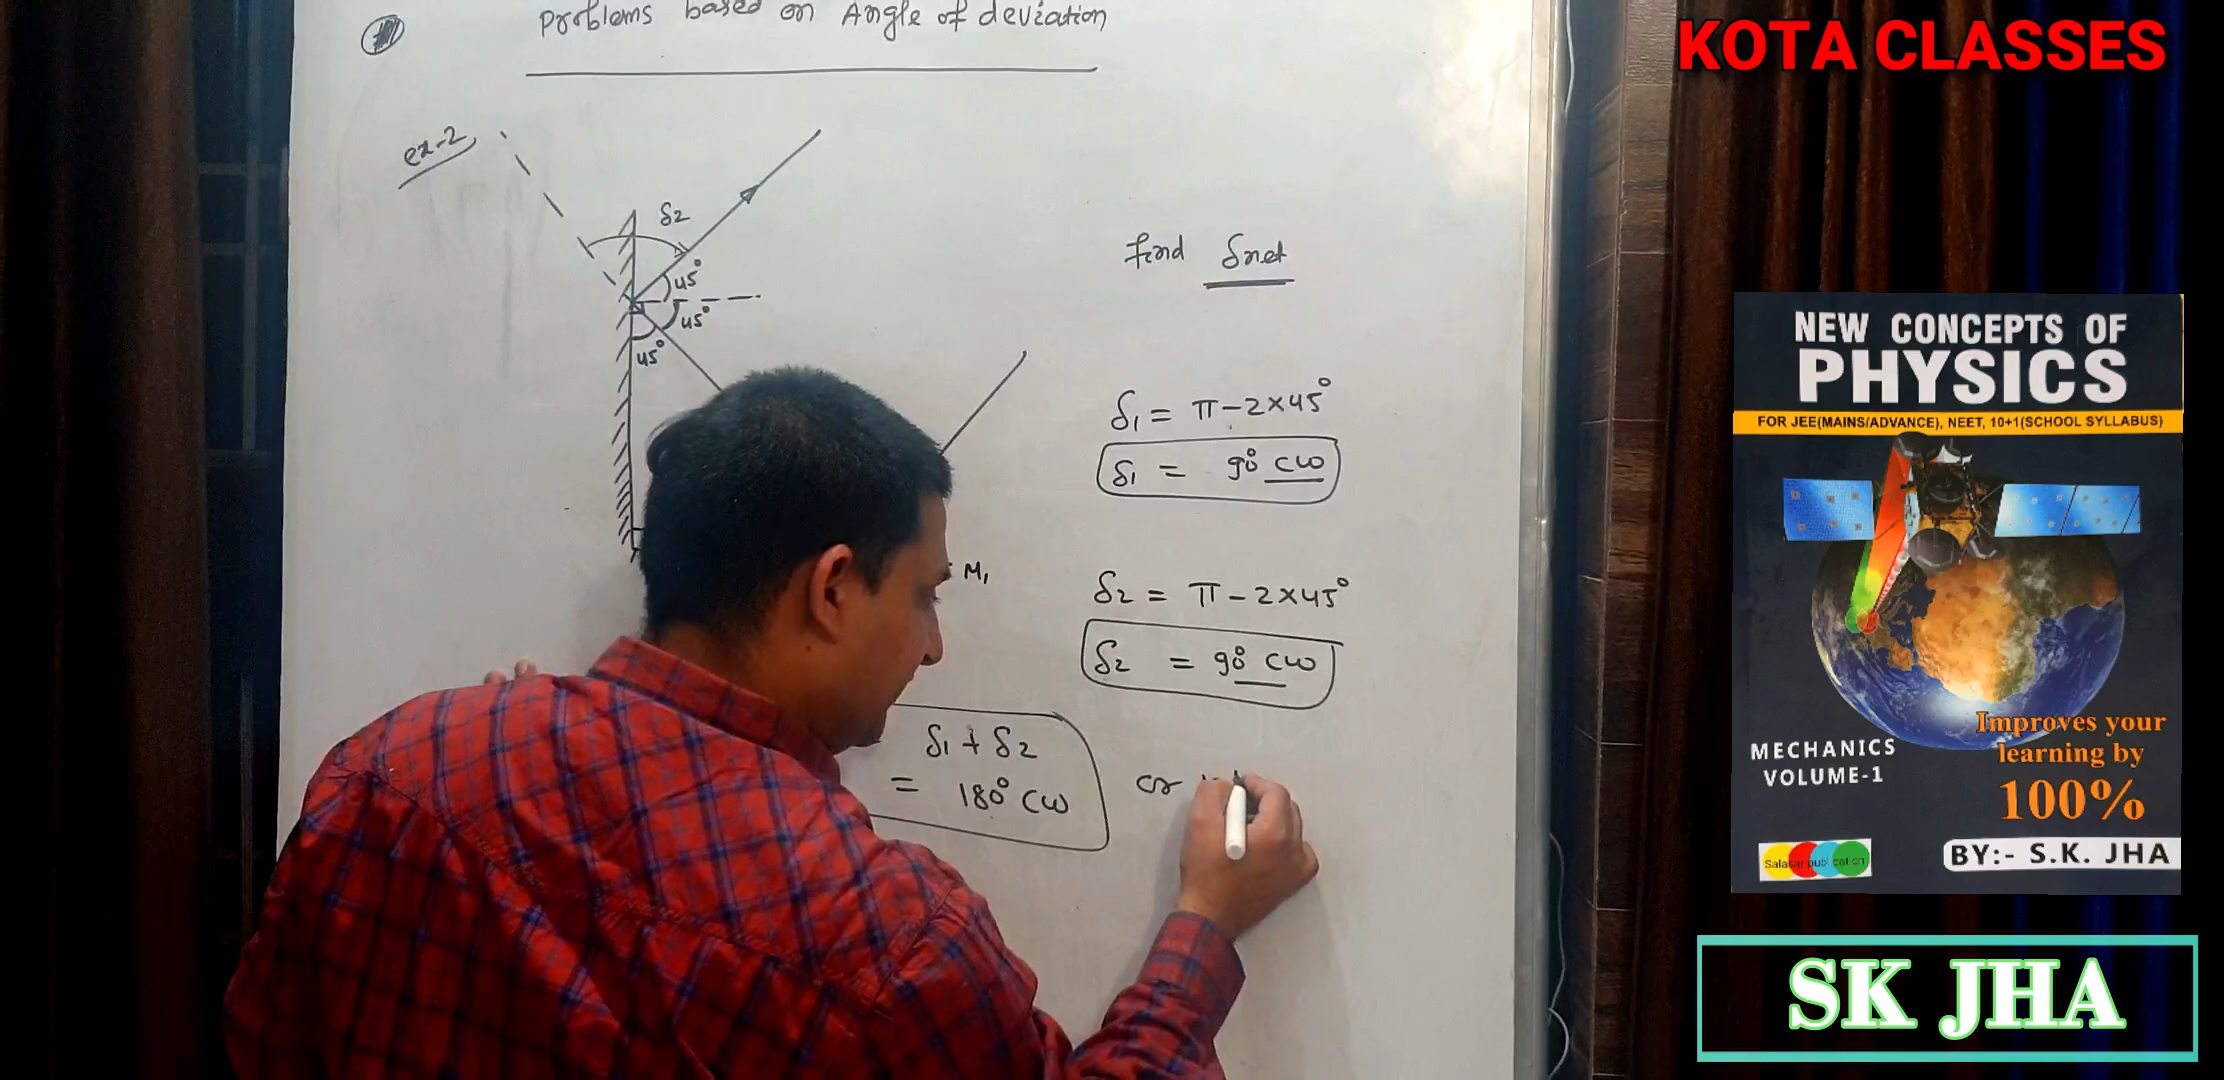 Problems based on Angle of deviation
ex-2
δ2
45°
45°
45°
M1
find δnet
δ1 = π-2×45°
δ1 = 90° cw
δ2 = π-2×45°
δ2 = 90° cw
δ1 + δ2
= 180° cw
or
KOTA CLASSES
NEW CONCEPTS OF
PHYSICS
FOR JEE(MAINS/ADVANCE), NEET, 10+1(SCHOOL SYLLABUS)
MECHANICS
VOLUME-1
Improves your
learning by
100%
Salasar publication
BY:- S.K. JHA
SK JHA